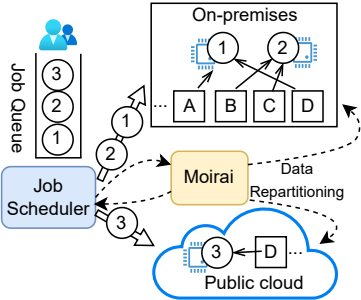 On-premises
1
2
... A B C D
Job Queue
3
2
1
1
2
Job
Scheduler
Moirai
Data
Repartitioning
3
3
D ...
Public cloud